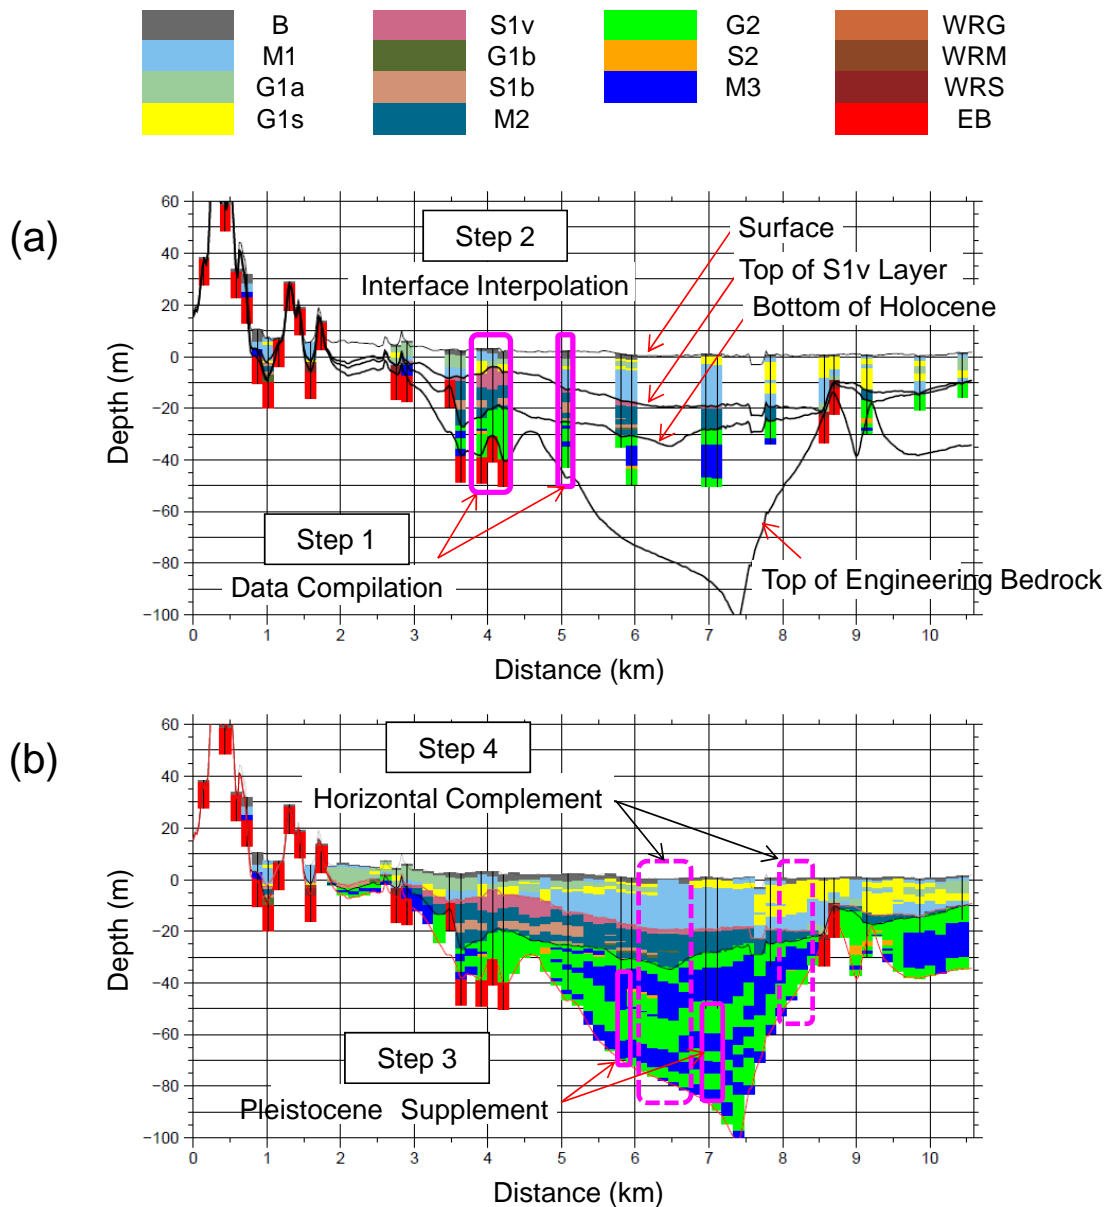 B S1v G2 WRG
M1 G1b S2 WRM
G1a S1b M3 WRS
G1s M2 EB
(a)
60
40
20
0
−20
−40
−60
−80
−100
Depth (m)
Step 2
Interface Interpolation
Surface
Top of S1v Layer
Bottom of Holocene
Step 1
Data Compilation
Top of Engineering Bedrock
0 1 2 3 4 5 6 7 8 9 10
Distance (km)
(b)
60
40
20
0
−20
−40
−60
−80
−100
Depth (m)
Step 4
Horizontal Complement
Step 3
Pleistocene Supplement
0 1 2 3 4 5 6 7 8 9 10
Distance (km)